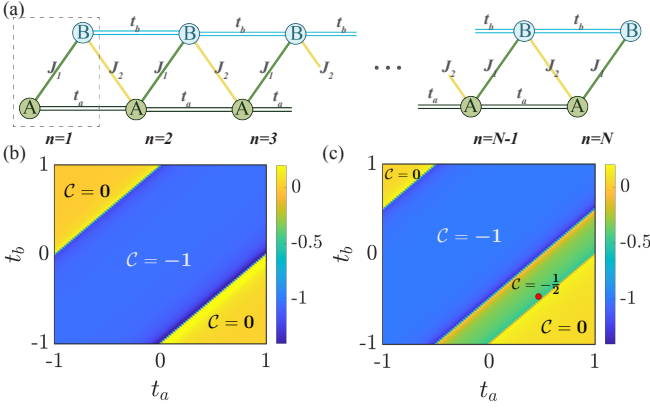 (a)
B t_b B t_b B t_b t_b B t_b B
J_1 J_2 J_1 J_2 J_1 J_2 ... J_2 J_1 J_2 J_1
A t_a A t_a A t_a t_a A t_a A
n=1 n=2 n=3 n=N-1 n=N
(b) (c)
1 C = 0 0 1 C = 0 0
t_b 0 C = −1 -0.5 t_b 0 C = −1 -0.5
C = −1/2
-1 C = 0 -1 -1 C = 0 -1
-1 0 1 -1 0 1
t_a t_a